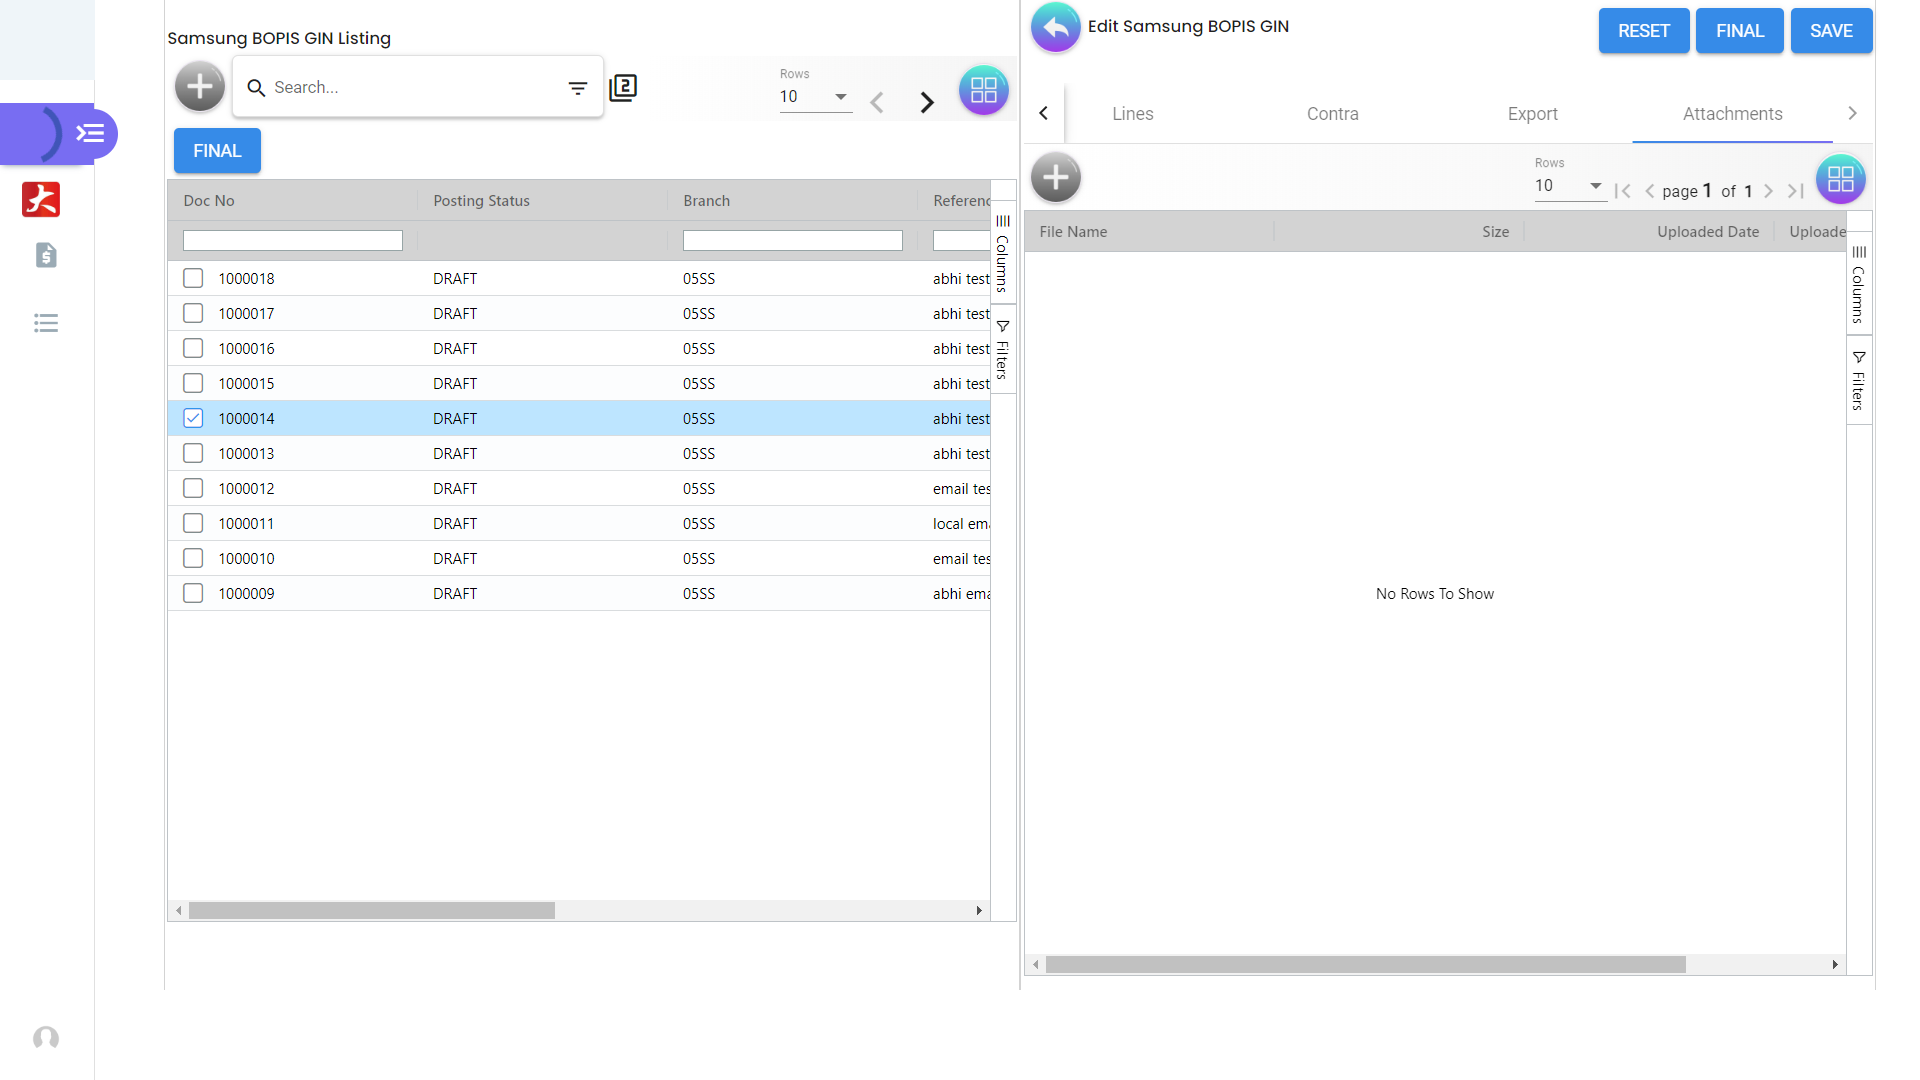 Samsung BOPIS GIN Listing
Search...
2
Rows
10
FINAL
Doc No Posting Status Branch Referenc
1000018 DRAFT 05SS abhi test
1000017 DRAFT 05SS abhi test
1000016 DRAFT 05SS abhi test
1000015 DRAFT 05SS abhi test
1000014 DRAFT 05SS abhi test
1000013 DRAFT 05SS abhi test
1000012 DRAFT 05SS email tes
1000011 DRAFT 05SS local ema
1000010 DRAFT 05SS email tes
1000009 DRAFT 05SS abhi ema
Columns
Filters
Edit Samsung BOPIS GIN
RESET FINAL SAVE
Lines Contra Export Attachments
Rows
10
page 1 of 1
File Name Size Uploaded Date Uploade
No Rows To Show
Columns
Filters